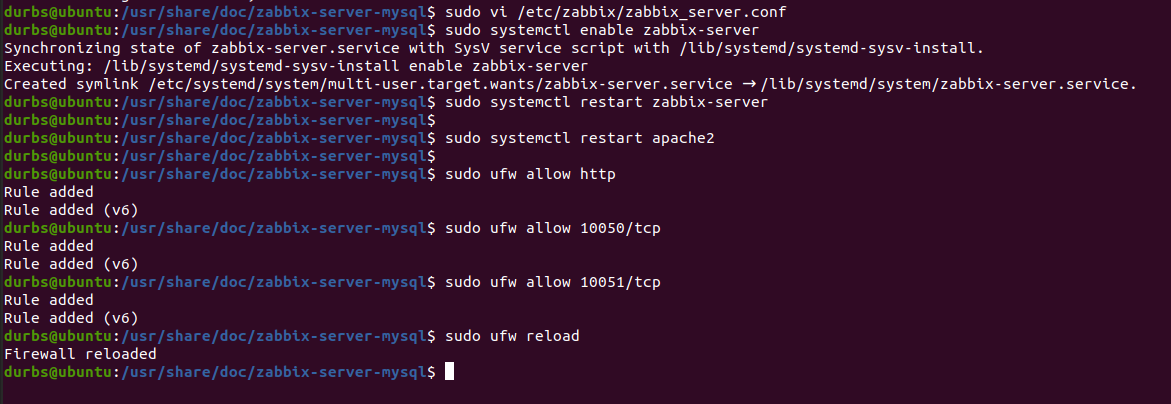 durbs@ubuntu:/usr/share/doc/zabbix-server-mysql$ sudo vi /etc/zabbix/zabbix_server.conf
durbs@ubuntu:/usr/share/doc/zabbix-server-mysql$ sudo systemctl enable zabbix-server
Synchronizing state of zabbix-server.service with SysV service script with /lib/systemd/systemd-sysv-install.
Executing: /lib/systemd/systemd-sysv-install enable zabbix-server
Created symlink /etc/systemd/system/multi-user.target.wants/zabbix-server.service → /lib/systemd/system/zabbix-server.service.
durbs@ubuntu:/usr/share/doc/zabbix-server-mysql$ sudo systemctl restart zabbix-server
durbs@ubuntu:/usr/share/doc/zabbix-server-mysql$
durbs@ubuntu:/usr/share/doc/zabbix-server-mysql$ sudo systemctl restart apache2
durbs@ubuntu:/usr/share/doc/zabbix-server-mysql$
durbs@ubuntu:/usr/share/doc/zabbix-server-mysql$ sudo ufw allow http
Rule added
Rule added (v6)
durbs@ubuntu:/usr/share/doc/zabbix-server-mysql$ sudo ufw allow 10050/tcp
Rule added
Rule added (v6)
durbs@ubuntu:/usr/share/doc/zabbix-server-mysql$ sudo ufw allow 10051/tcp
Rule added
Rule added (v6)
durbs@ubuntu:/usr/share/doc/zabbix-server-mysql$ sudo ufw reload
Firewall reloaded
durbs@ubuntu:/usr/share/doc/zabbix-server-mysql$